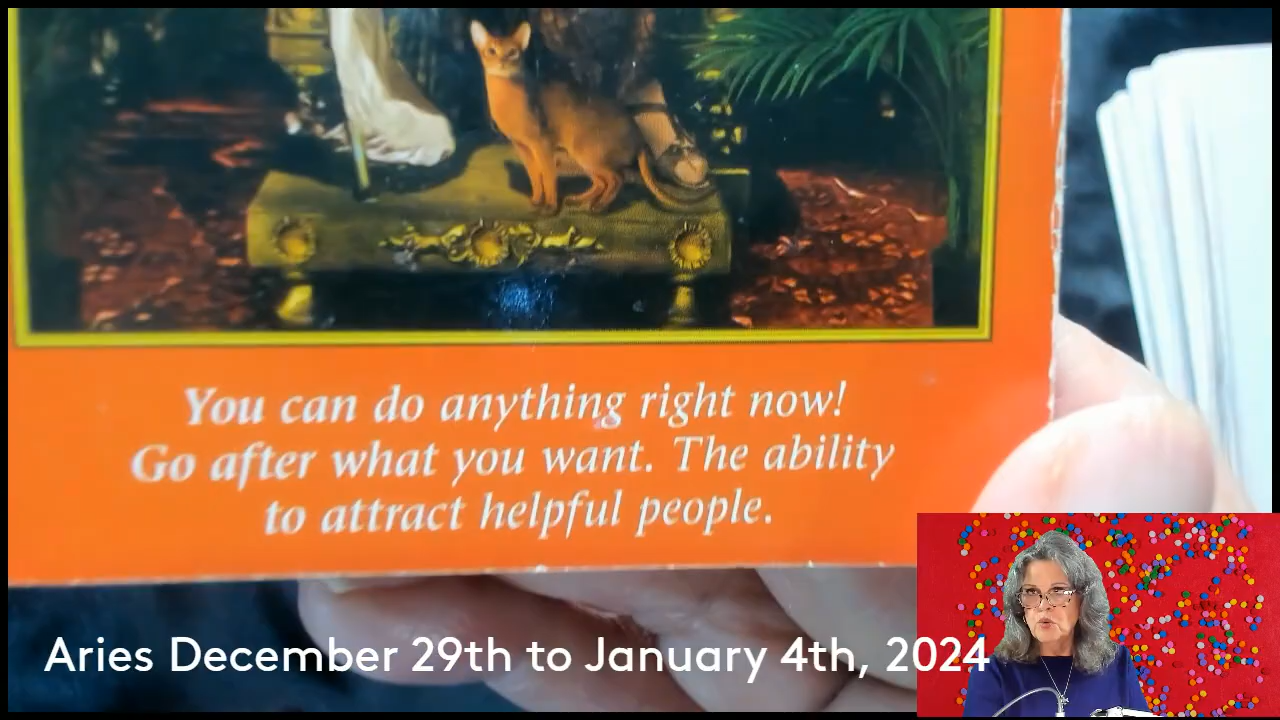 You can do anything right now!
Go after what you want. The ability
to attract helpful people.
Aries December 29th to January 4th, 2024